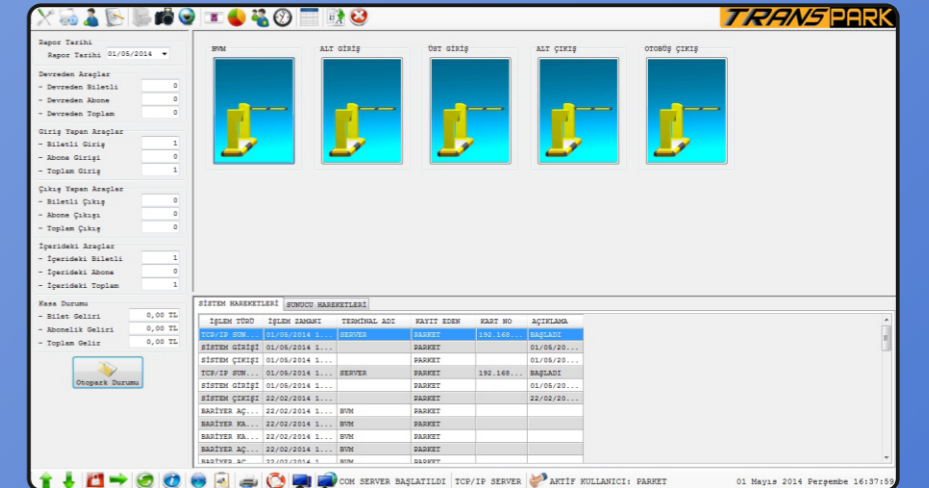 TRANSPARK
Rapor Tarihi
Rapor Tarihi 01/05/2014
Devreden Araçlar
- Devreden Biletli 0
- Devreden Abone 0
- Devreden Toplam 0
Giriş Yapan Araçlar
- Biletli Giriş 1
- Abone Girişi 0
- Toplam Giriş 1
Çıkış Yapan Araçlar
- Biletli Çıkış 0
- Abone Çıkışı 0
- Toplam Çıkış 0
İçerideki Araçlar
- İçerideki Biletli 1
- İçerideki Abone 0
- İçerideki Toplam 1
Kasa Durumu
- Bilet Geliri 0,00 TL
- Abonelik Geliri 0,00 TL
- Toplam Gelir 0,00 TL
Otopark Durumu
BVM ALT GİRİŞ ÜST GİRİŞ ALT ÇIKIŞ OTOBÜŞ ÇIKIŞ
SİSTEM HAREKETLERİ SUNUCU HAREKETLERİ
İŞLEM TÜRÜ İŞLEM ZAMANI TERMİNAL ADI KAYIT EDEN KART NO AÇIKLAMA
TCP/IP SUN... 01/05/2014 1... SERVER PARKET 192.168... BAŞLADI
SİSTEM GİRİŞİ 01/05/2014 1... PARKET 01/05/20...
SİSTEM ÇIKIŞI 01/05/2014 1... PARKET 01/05/20...
TCP/IP SUN... 01/05/2014 1... SERVER PARKET 192.168... BAŞLADI
SİSTEM GİRİŞİ 01/05/2014 1... PARKET 01/05/20...
SİSTEM ÇIKIŞI 22/02/2014 1... PARKET 22/02/20...
BARİYER AÇ... 22/02/2014 1... BVM PARKET
BARİYER KA... 22/02/2014 1... BVM PARKET
BARİYER KA... 22/02/2014 1... BVM PARKET
BARİYER AÇ... 22/02/2014 1... BVM PARKET
BARİYER AÇ... 22/02/2014 1... BVM PARKET
COM SERVER BAŞLATILDI TCP/IP SERVER AKTİF KULLANICI: PARKET 01 Mayıs 2014 Perşembe 16:37:59